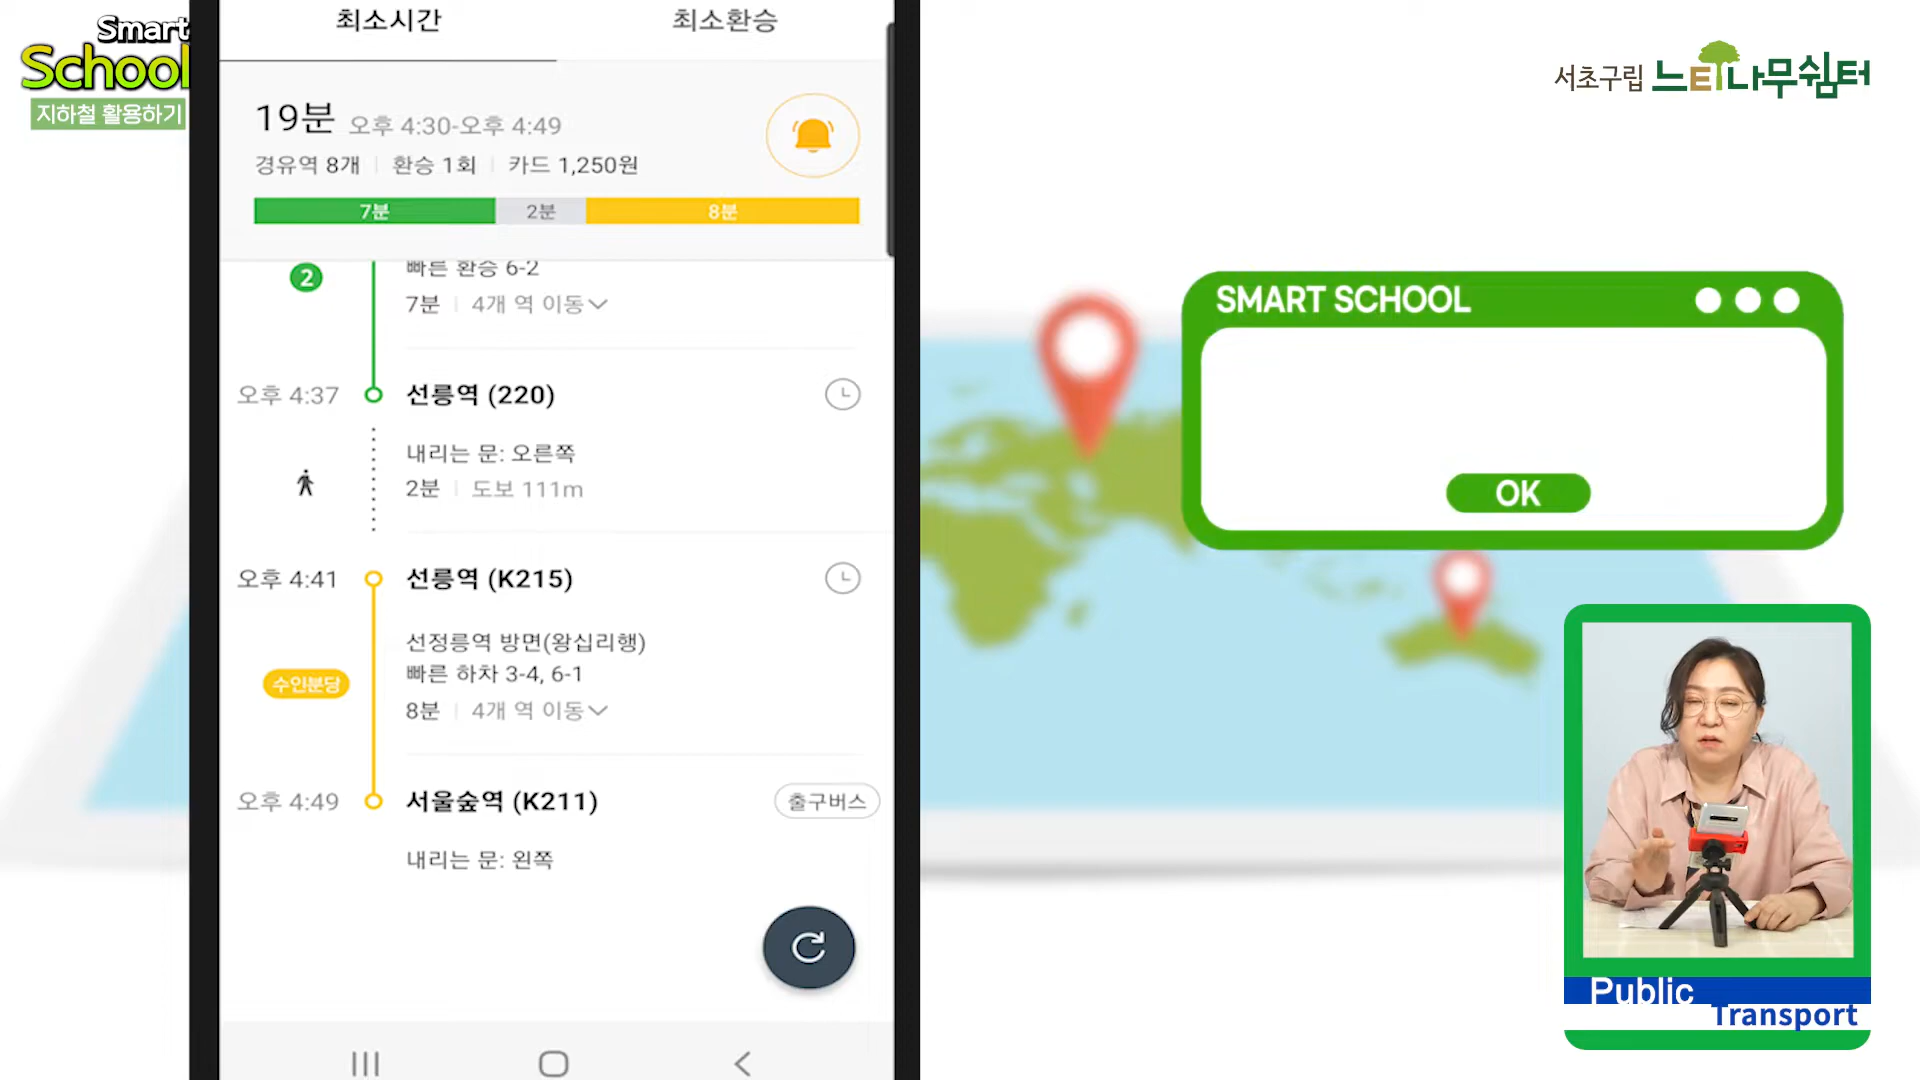 Smart
School
지하철 활용하기
최소시간
최소환승
19분 오후 4:30-오후 4:49
경유역 8개 | 환승 1회 | 카드 1,250원
7분
2분
8분
2
빠른 환승 6-2
7분 | 4개 역 이동
오후 4:37
선릉역 (220)
내리는 문: 오른쪽
2분 | 도보 111m
오후 4:41
선릉역 (K215)
선정릉역 방면(왕십리행)
수인분당
빠른 하차 3-4, 6-1
8분 | 4개 역 이동
오후 4:49
서울숲역 (K211)
출구버스
내리는 문: 왼쪽
서초구립 느티나무쉼터
SMART SCHOOL
OK
Public
Transport